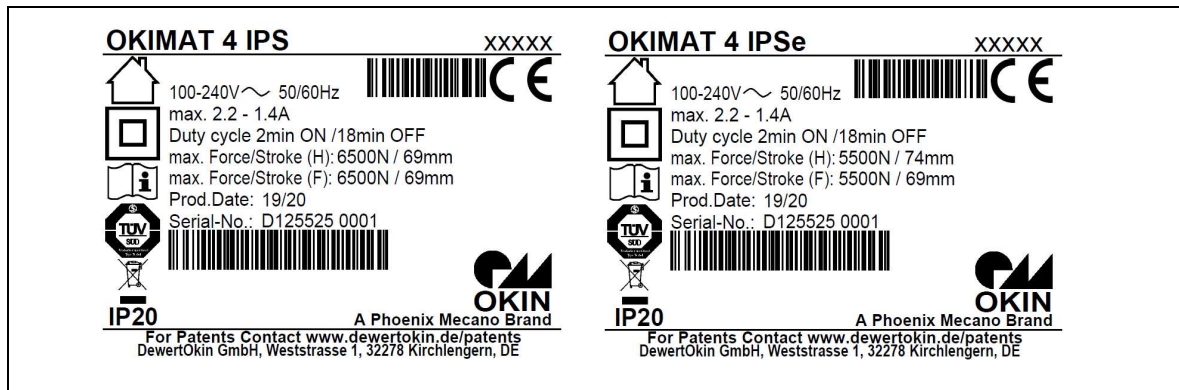 OKIMAT 4 IPS xxxxx
100-240V~ 50/60Hz CE
max. 2.2 - 1.4A
Duty cycle 2min ON /18min OFF
max. Force/Stroke (H): 6500N / 69mm
max. Force/Stroke (F): 6500N / 69mm
Prod.Date: 19/20
Serial-No.: D125525 0001
TÜV
SÜD
OKIN
IP20 A Phoenix Mecano Brand
For Patents Contact www.dewertokin.de/patents
DewertOkin GmbH, Weststrasse 1, 32278 Kirchlengern, DE
OKIMAT 4 IPSe xxxxx
100-240V~ 50/60Hz CE
max. 2.2 - 1.4A
Duty cycle 2min ON /18min OFF
max. Force/Stroke (H): 5500N / 74mm
max. Force/Stroke (F): 5500N / 69mm
Prod.Date: 19/20
Serial-No.: D125525 0001
TÜV
SÜD
OKIN
IP20 A Phoenix Mecano Brand
For Patents Contact www.dewertokin.de/patents
DewertOkin GmbH, Weststrasse 1, 32278 Kirchlengern, DE